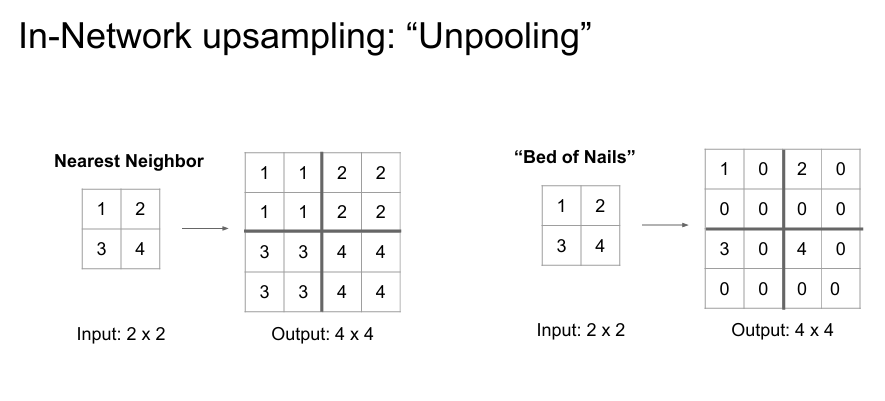 In-Network upsampling: “Unpooling”
Nearest Neighbor
1 2
3 4
Input: 2 x 2
1 1 2 2
1 1 2 2
3 3 4 4
3 3 4 4
Output: 4 x 4
“Bed of Nails”
1 2
3 4
Input: 2 x 2
1 0 2 0
0 0 0 0
3 0 4 0
0 0 0 0
Output: 4 x 4